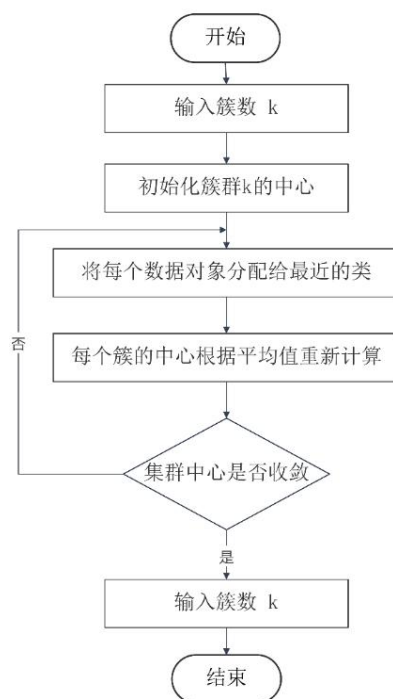 开始
输入簇数 k
初始化簇群k的中心
将每个数据对象分配给最近的类
否
每个簇的中心根据平均值重新计算
集群中心是否收敛
是
输入簇数 k
结束